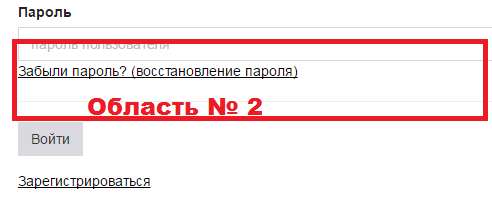 Пароль
пароль пользователя
Забыли пароль? (восстановление пароля)
Область № 2
Войти
Зарегистрироваться